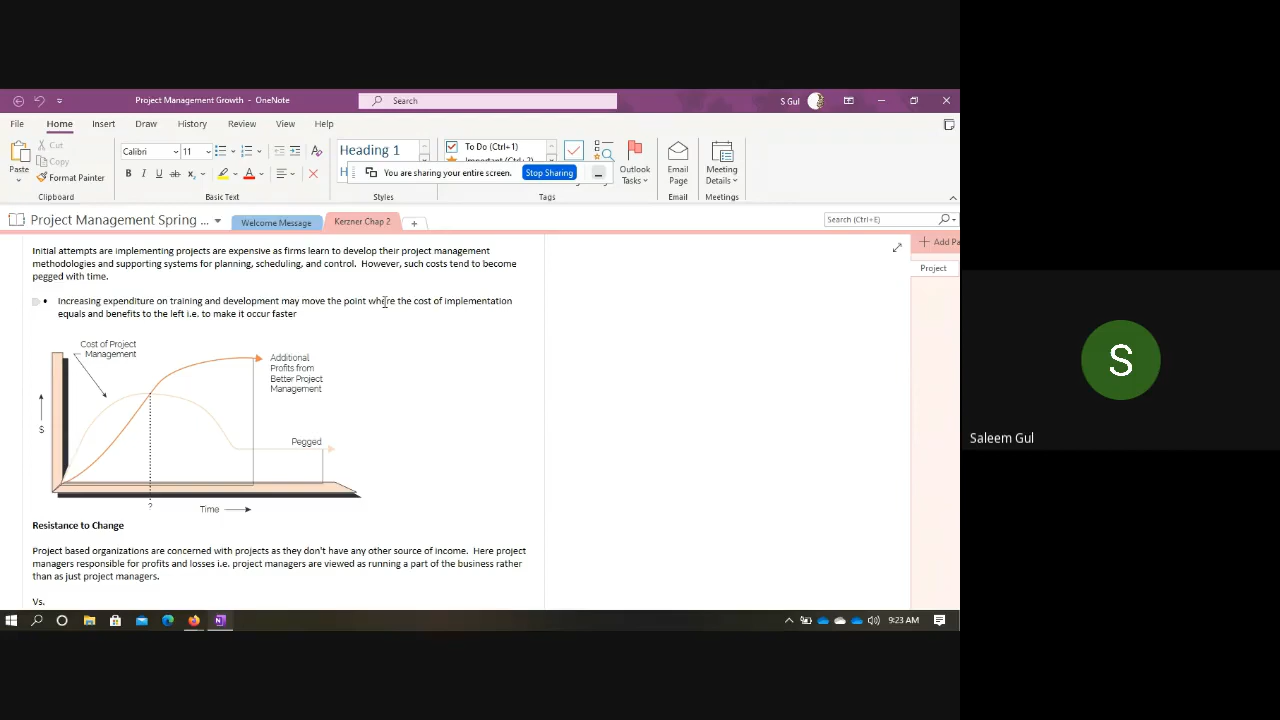 Project Management Growth - OneNote
Search
S Gul
File Home Insert Draw History Review View Help
Paste
Cut
Copy
Format Painter
Clipboard
Calibri 11
B I U ab x
Basic Text
Heading 1
H
Styles
To Do (Ctrl+1)
Important (Ctrl+2)
Tags
You are sharing your entire screen.
Stop Sharing
Outlook
Tasks
Email
Page
Email
Meeting
Details
Meetings
Project Management Spring ...
Welcome Message
Kerzner Chap 2
Search (Ctrl+E)
Add Pa
Project
Initial attempts are implementing projects are expensive as firms learn to develop their project management
methodologies and supporting systems for planning, scheduling, and control. However, such costs tend to become
pegged with time.
• Increasing expenditure on training and development may move the point where the cost of implementation
equals and benefits to the left i.e. to make it occur faster
Cost of Project
Management
Additional
Profits from
Better Project
Management
Pegged
$
?
Time
Resistance to Change
Project based organizations are concerned with projects as they don't have any other source of income. Here project
managers responsible for profits and losses i.e. project managers are viewed as running a part of the business rather
than as just project managers.
Vs.
9:23 AM
S
Saleem Gul